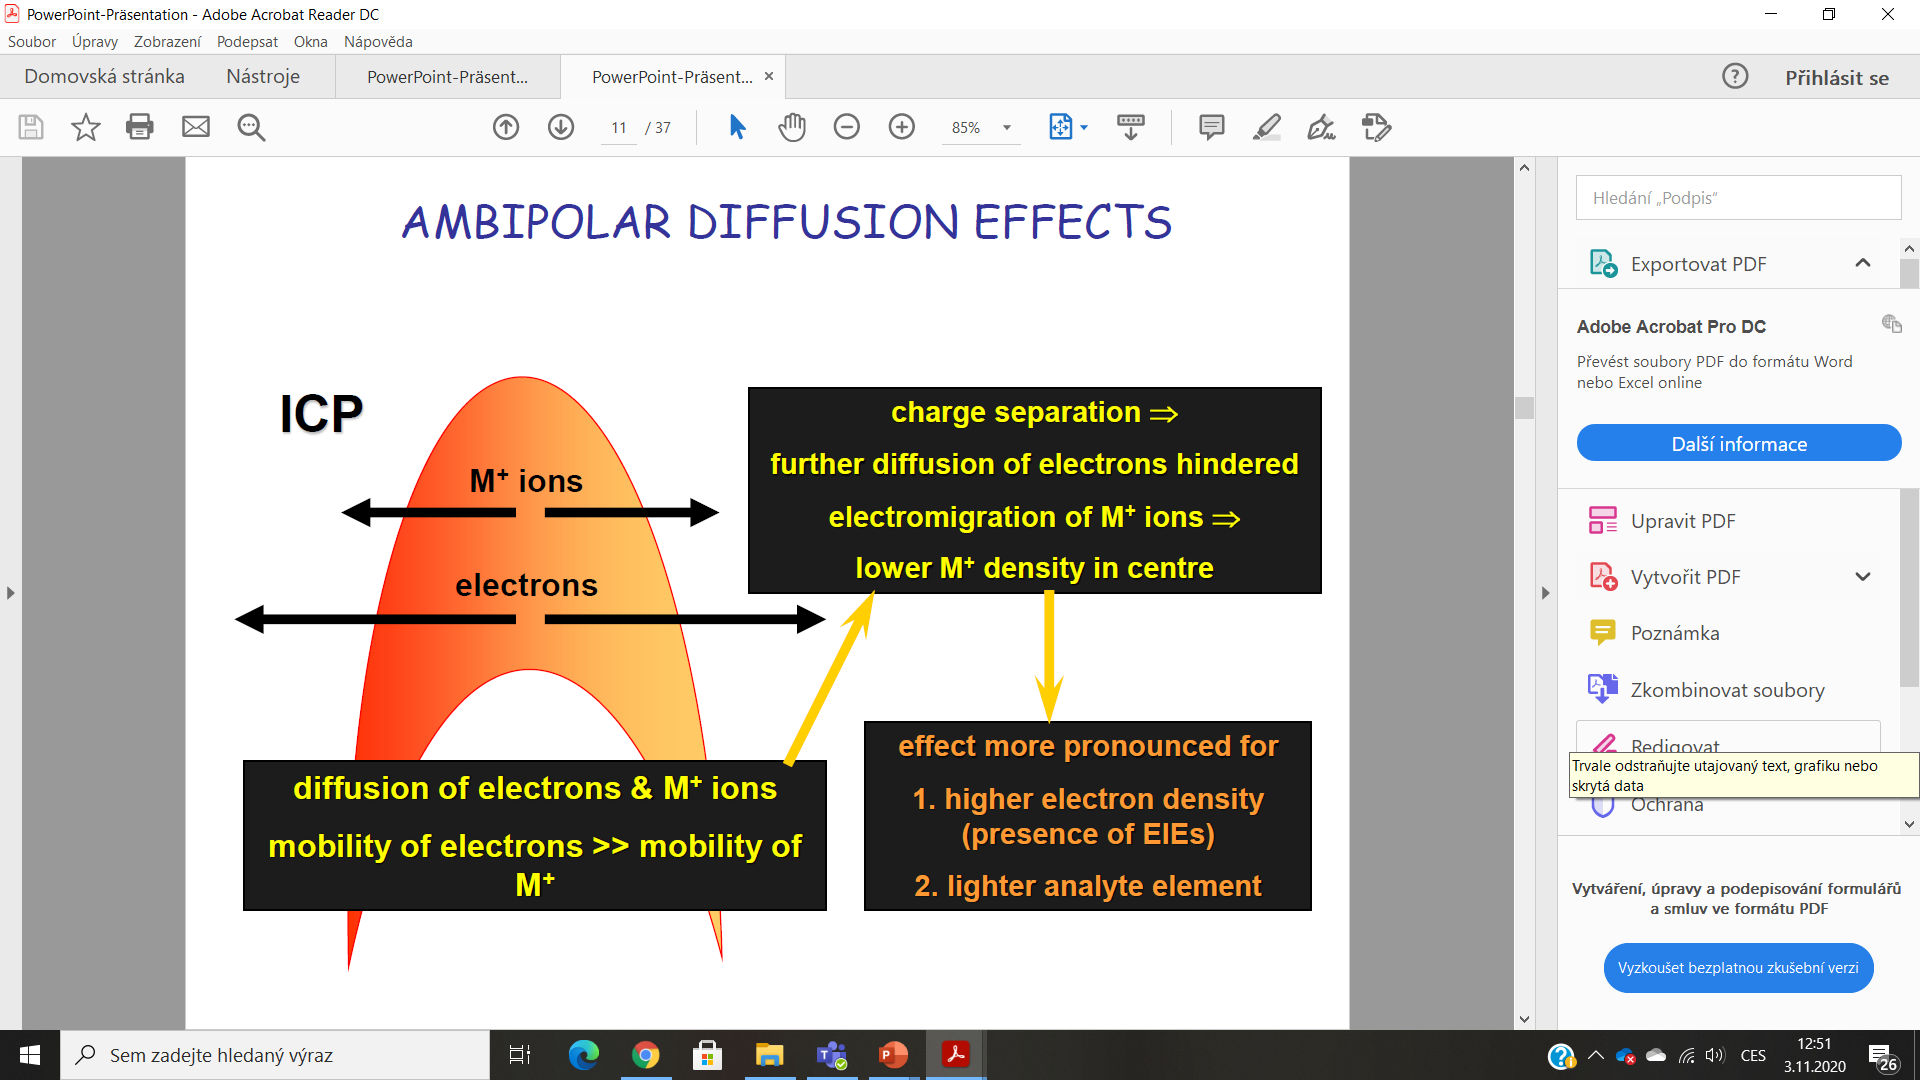 PowerPoint-Präsentation - Adobe Acrobat Reader DC
Soubor Úpravy Zobrazení Podepsat Okna Nápověda
Domovská stránka Nástroje PowerPoint-Präsent... PowerPoint-Präsent... × ? Přihlásit se
11 / 37 85%
AMBIPOLAR DIFFUSION EFFECTS
ICP
M⁺ ions
electrons
charge separation ⇒
further diffusion of electrons hindered
electromigration of M⁺ ions ⇒
lower M⁺ density in centre
diffusion of electrons & M⁺ ions
mobility of electrons >> mobility of
M⁺
effect more pronounced for
1. higher electron density
(presence of EIEs)
2. lighter analyte element
Hledání „Podpis“
Exportovat PDF
Adobe Acrobat Pro DC
Převést soubory PDF do formátu Word
nebo Excel online
Další informace
Upravit PDF
Vytvořit PDF
Poznámka
Zkombinovat soubory
Redigovat
Trvale odstraňujte utajovaný text, grafiku nebo
skrytá data
Ochrana
Vytváření, úpravy a podepisování formulářů
a smluv ve formátu PDF
Vyzkoušet bezplatnou zkušební verzi
Sem zadejte hledaný výraz
CES
12:51
3.11.2020
26